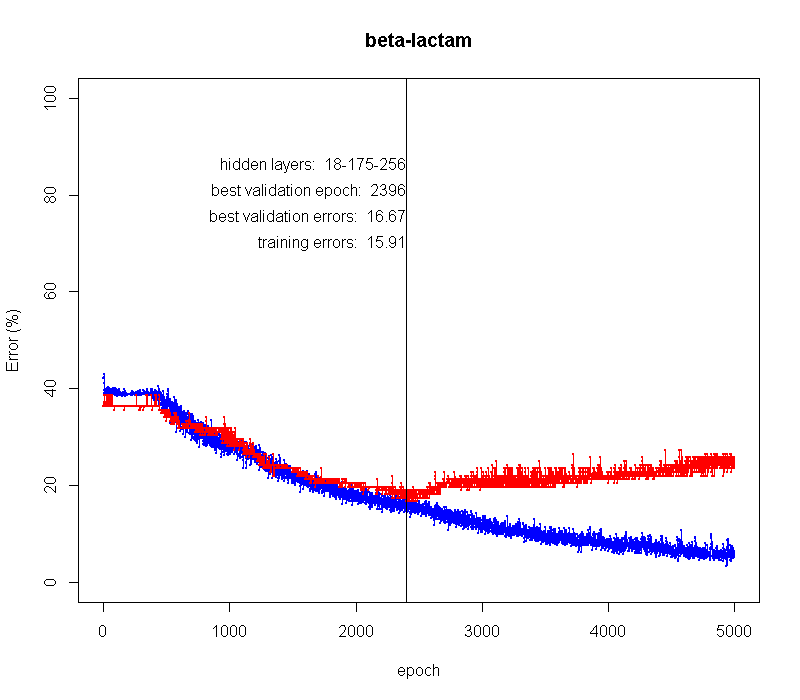 beta-lactam
100
80
60
40
20
0
Error (%)
hidden layers: 18-175-256
best validation epoch: 2396
best validation errors: 16.67
training errors: 15.91
0 1000 2000 3000 4000 5000
epoch